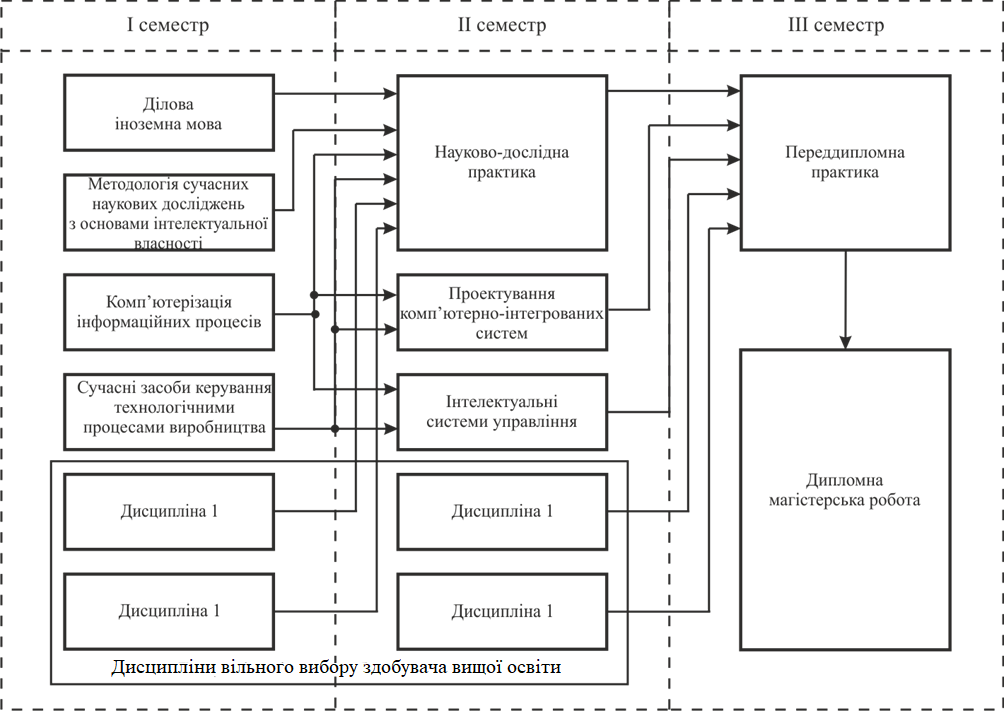 І семестр
ІІ семестр
ІІІ семестр
Ділова
іноземна мова
Методологія сучасних
наукових досліджень
з основами інтелектуальної
власності
Комп’ютерізація
інформаційних процесів
Сучасні засоби керування
технологічними
процесами виробництва
Дисципліна 1
Дисципліна 1
Науково-дослідна
практика
Проектування
комп’ютерно-інтегрованих
систем
Інтелектуальні
системи управління
Дисципліна 1
Дисципліна 1
Дисципліни вільного вибору здобувача вищої освіти
Переддипломна
практика
Дипломна
магістерська робота